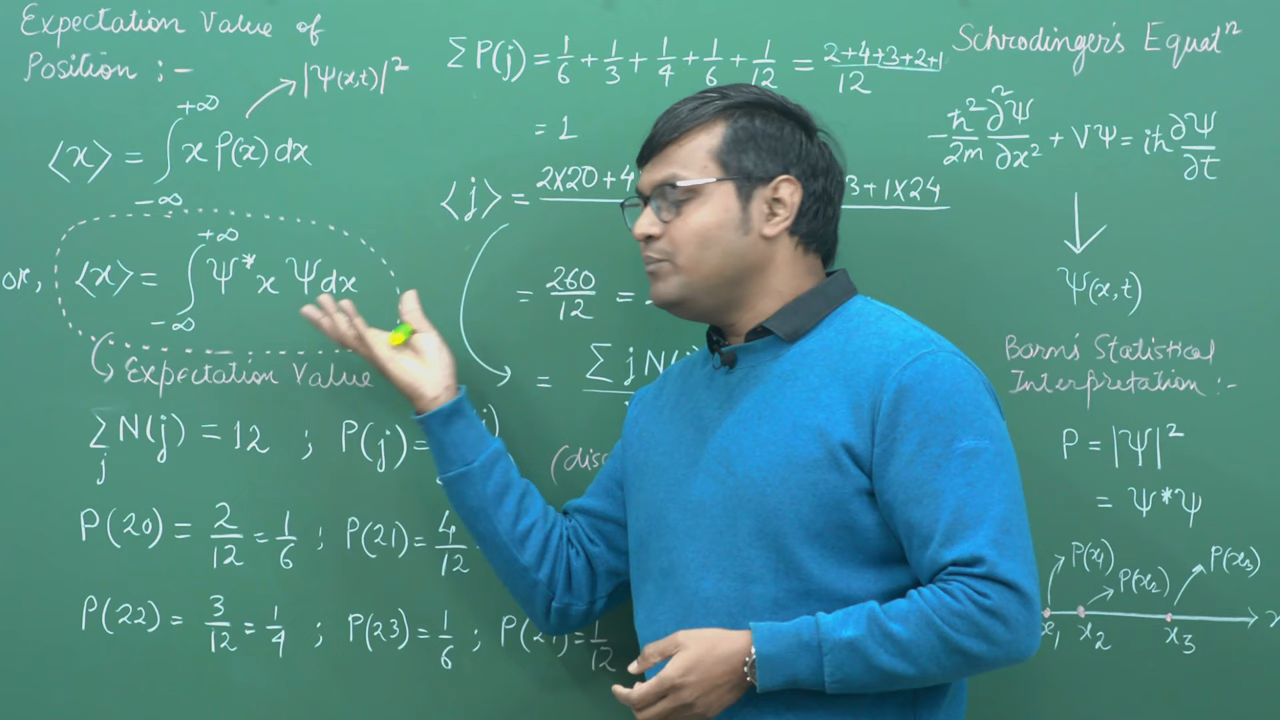 Expectation Value of
Position :-
|Ψ(x,t)|²
⟨x⟩ = ∫_{-∞}^{+∞} x P(x) dx
or, ⟨x⟩ = ∫_{-∞}^{+∞} Ψ* x Ψ dx
Expectation Value
∑_j N(j) = 12 ; P(j) =
P(20) = 2/12 = 1/6 ; P(21) = 4/12
P(22) = 3/12 = 1/4 ; P(23) = 1/6 ; P( ) = 1/12
∑ P(j) = 1/6 + 1/3 + 1/4 + 1/6 + 1/12 = (2+4+3+2+1)/12
= 1
⟨j⟩ = 2×20+4 3+1×24
= 260/12 =
= ∑ j N(
Schrodinger's Equatⁿ
-ħ²/2m ∂²Ψ/∂x² + VΨ = iħ ∂Ψ/∂t
↓
Ψ(x,t)
Born's Statistical
Interpretation :-
P = |Ψ|²
= Ψ*Ψ
P(x₁) P(x₂) P(x₃)
x₁ x₂ x₃